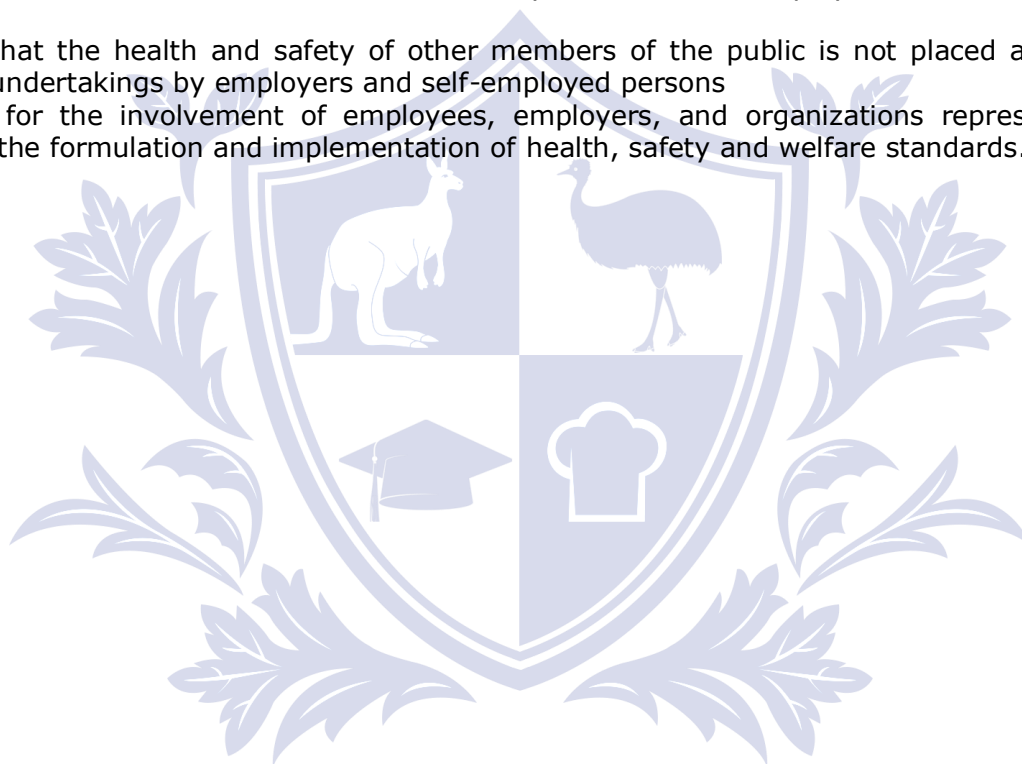 hat the health and safety of other members of the public is not placed a
undertakings by employers and self-employed persons
for the involvement of employees, employers, and organizations repres
the formulation and implementation of health, safety and welfare standards.